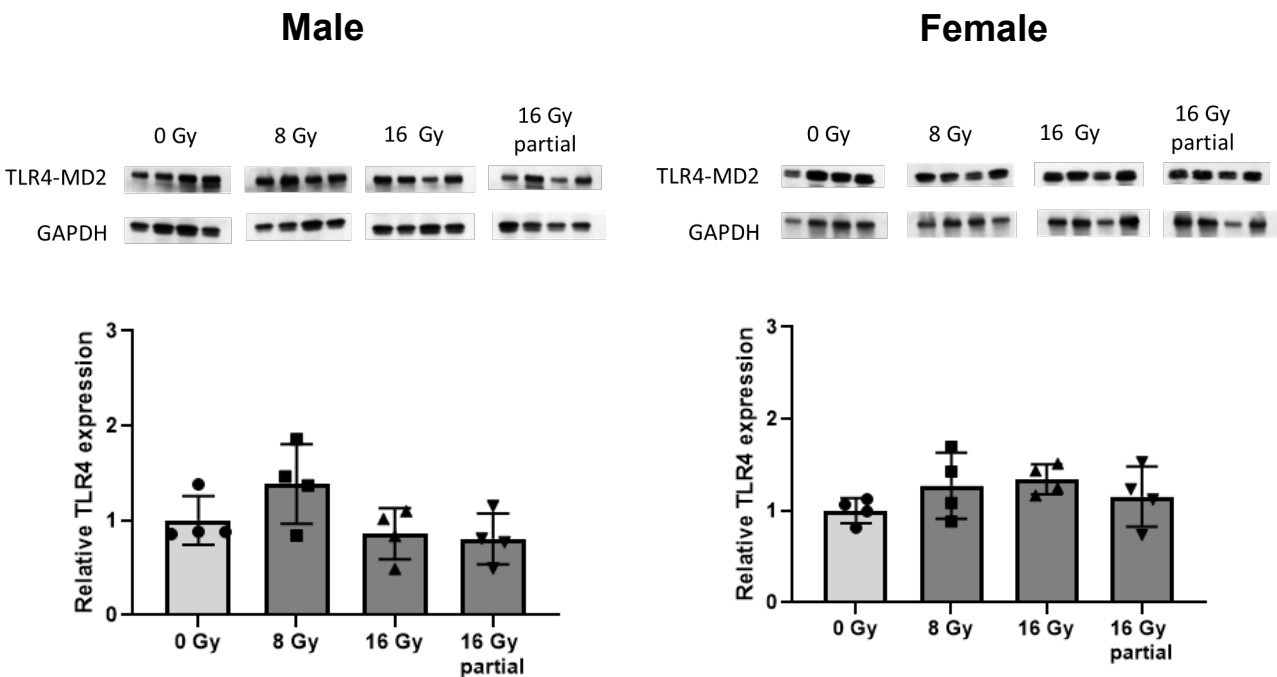 Male
0 Gy
8 Gy
16 Gy
16 Gy
partial
TLR4-MD2
GAPDH
Relative TLR4 expression
3
2
1
0
0 Gy
8 Gy
16 Gy
16 Gy
partial
Female
0 Gy
8 Gy
16 Gy
16 Gy
partial
TLR4-MD2
GAPDH
Relative TLR4 expression
3
2
1
0
0 Gy
8 Gy
16 Gy
16 Gy
partial